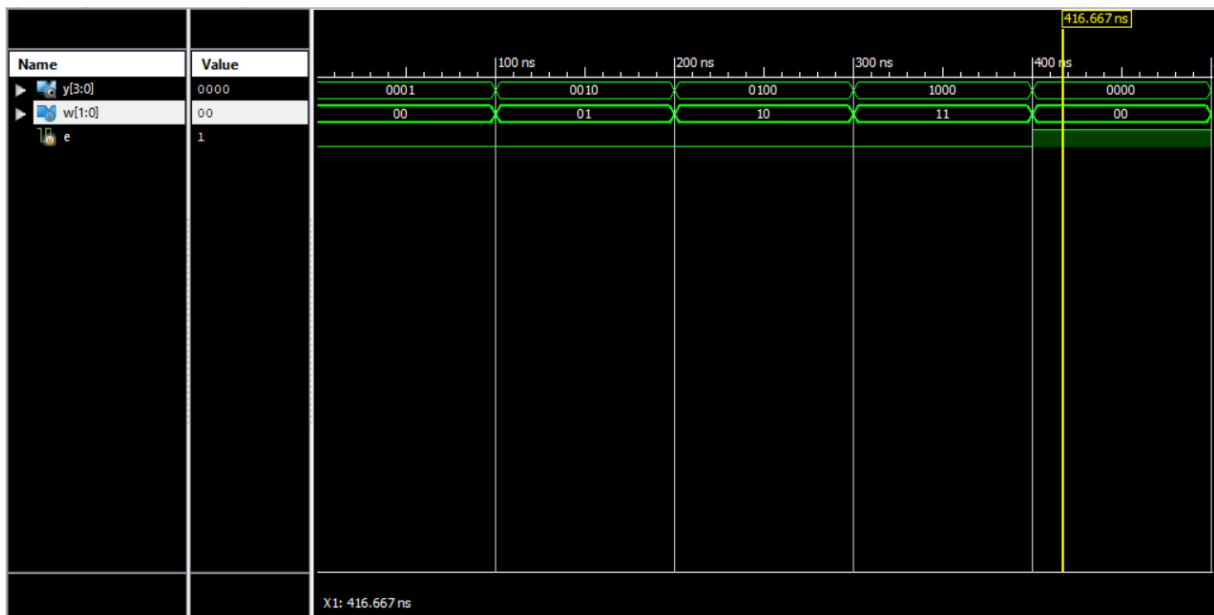 416.667 ns
Name Value
100 ns 200 ns 300 ns 400 ns
y[3:0] 0000 0001 0010 0100 1000 0000
w[1:0] 00 00 01 10 11 00
e 1
X1: 416.667 ns